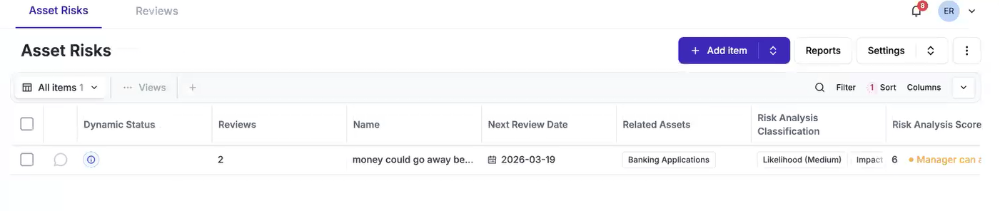 Asset Risks Reviews 8 ER
Asset Risks + Add item Reports Settings
All items 1 ... Views + Filter 1 Sort Columns
Dynamic Status Reviews Name Next Review Date Related Assets Risk Analysis Classification Risk Analysis Score
2 money could go away be... 2026-03-19 Banking Applications Likelihood (Medium) Impact 6 Manager can a